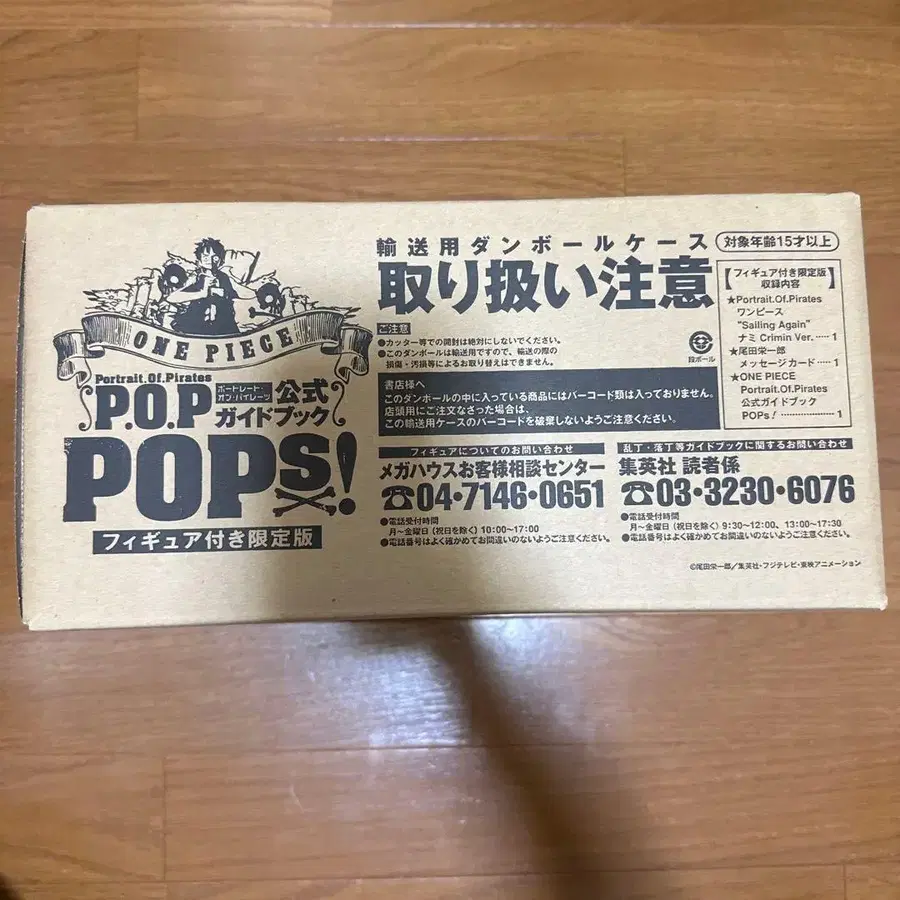 ONE PIECE
Portrait.Of.Pirates
P.O.P
ポートレート・
オブ・パイレーツ
公式
ガイドブック
POPs!
フィギュア付き限定版
輸送用ダンボールケース
取り扱い注意
ご注意
●カッター等での開封は絶対にしないでください。
●このダンボールは輸送用ですので、輸送の際の
損傷・汚損等によるお取り替えはできません。
段ボール
書店様へ
このダンボールの中に入っている商品にはバーコード類は入っておりません。
店頭用にご注文なさった場合は、
この輸送用ケースのバーコードを破棄しないようご注意ください。
フィギュアについてのお問い合わせ
メガハウスお客様相談センター
☎04・7146・0651
●電話受付時間
月〜金曜日(祝日を除く)10:00〜17:00
●電話番号はよく確かめてお間違いのないようご注意ください。
対象年齢15才以上
【フィギュア付き限定版】
収録内容
★Portrait.Of.Pirates
ワンピース
"Sailing Again"
ナミ Crimin Ver.……1
★尾田栄一郎
メッセージカード……1
★ONE PIECE
Portrait.Of.Pirates
公式ガイドブック
POPs!……………1
乱丁・落丁等ガイドブックに関するお問い合わせ
集英社 読者係
☎03・3230・6076
●電話受付時間
月〜金曜日(祝日を除く)9:30〜12:00、13:00〜17:30
●電話番号はよく確かめてお間違いのないようご注意ください。
©尾田栄一郎/集英社・フジテレビ・東映アニメーション